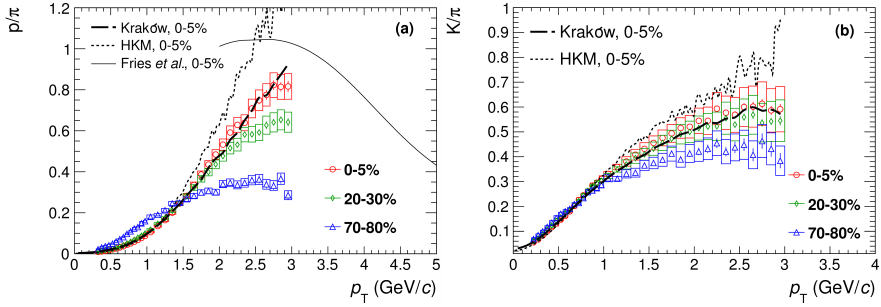 p/π
1.2
1
0.8
0.6
0.4
0.2
0
Kraków, 0-5%
HKM, 0-5%
Fries et al., 0-5%
(a)
0-5%
20-30%
70-80%
0 0.5 1 1.5 2 2.5 3 3.5 4 4.5 5
p_T (GeV/c)
K/π
0.9
0.8
0.7
0.6
0.5
0.4
0.3
0.2
0.1
0
Kraków, 0-5%
HKM, 0-5%
(b)
0-5%
20-30%
70-80%
0 0.5 1 1.5 2 2.5 3 3.5 4
p_T (GeV/c)